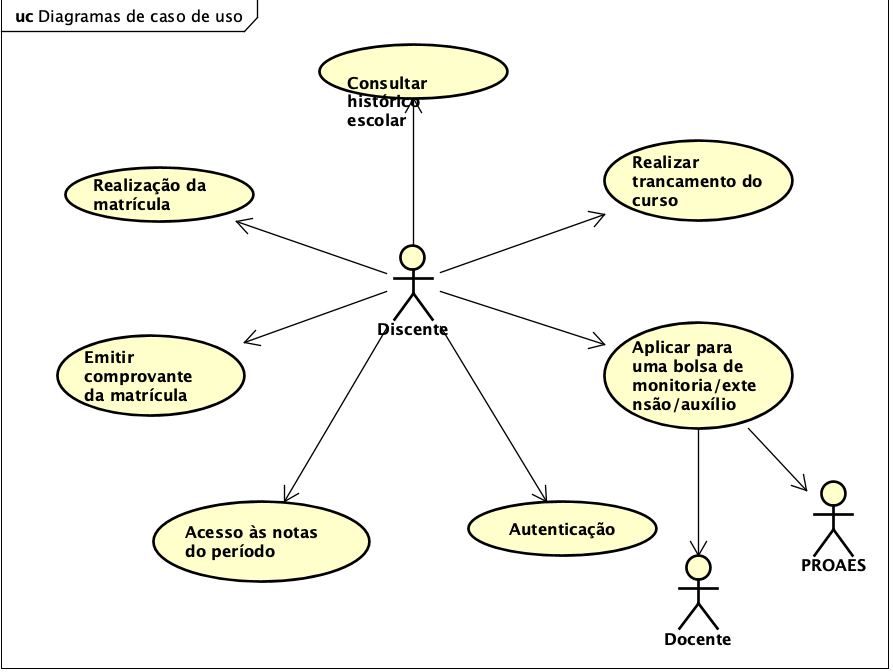 uc Diagramas de caso de uso
Consultar
histórico
escolar
Realizar
trancamento do
curso
Realização da
matrícula
Discente
Emitir
comprovante
da matrícula
Aplicar para
uma bolsa de
monitoria/exte
nsão/auxílio
Acesso às notas
do período
Autenticação
PROAES
Docente